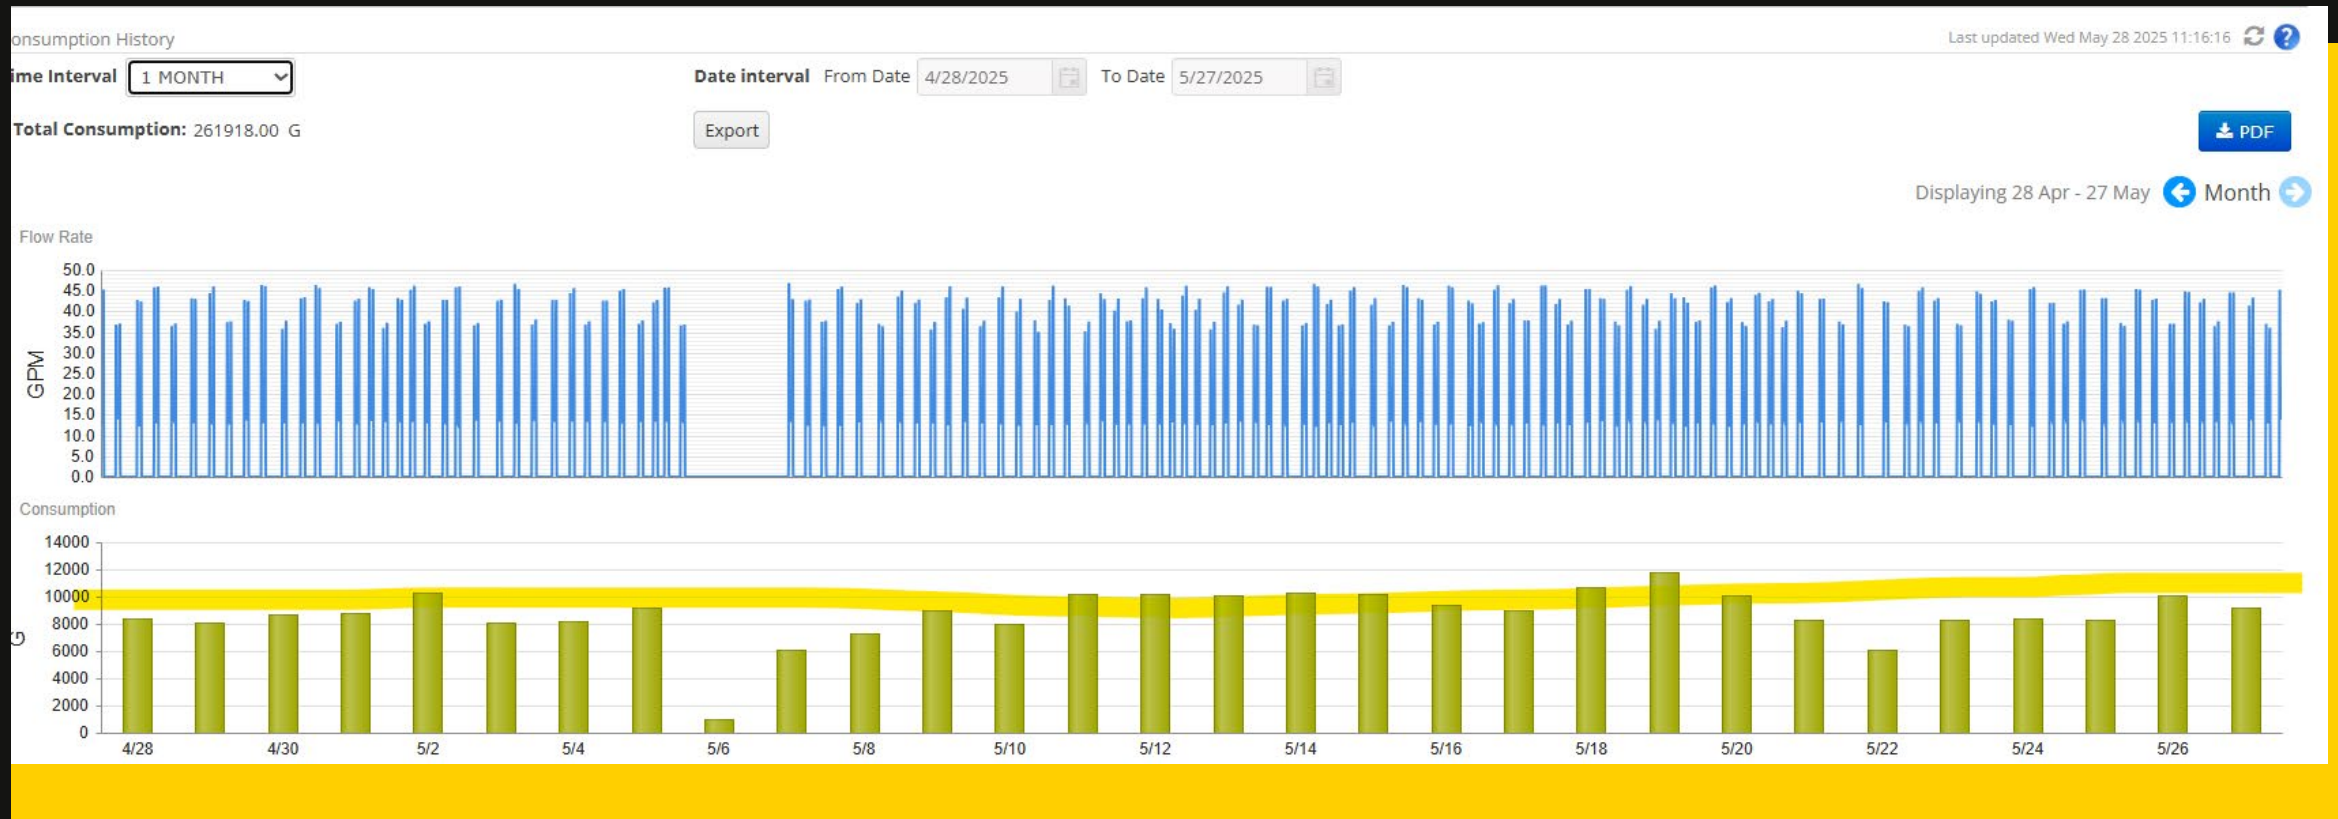 onsumption History
Last updated Wed May 28 2025 11:16:16
ime Interval 1 MONTH
Date interval From Date 4/28/2025 To Date 5/27/2025
Total Consumption: 261918.00 G
Export
PDF
Displaying 28 Apr - 27 May Month
Flow Rate
50.0
45.0
40.0
35.0
30.0
25.0
20.0
15.0
10.0
5.0
0.0
GPM
Consumption
14000
12000
10000
8000
6000
4000
2000
0
G
4/28 4/30 5/2 5/4 5/6 5/8 5/10 5/12 5/14 5/16 5/18 5/20 5/22 5/24 5/26